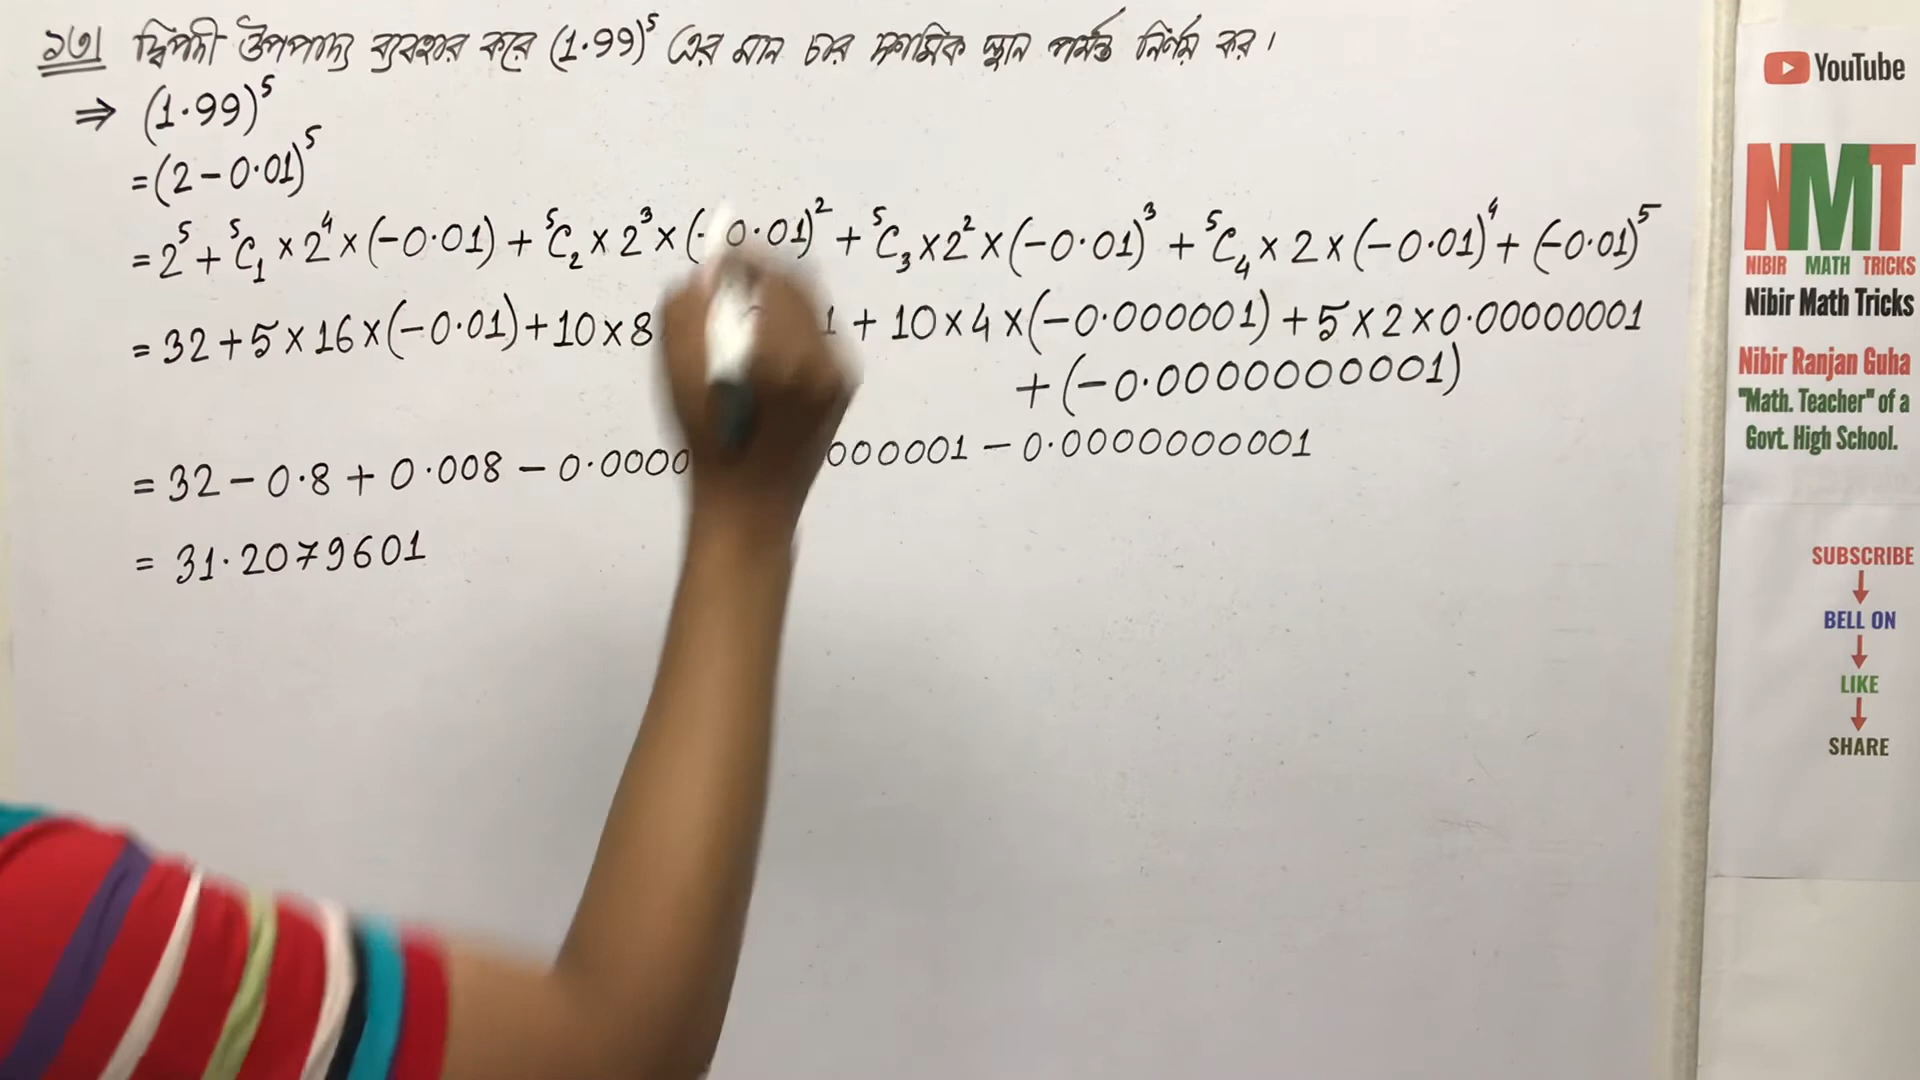 ১৩। দ্বিপদী উপপাদ্য ব্যবহার করে (1·99)⁵ এর মান চার দশমিক স্থান পর্যন্ত নির্ণয় কর।
⇒ (1·99)⁵
= (2 − 0·01)⁵
= 2⁵ + ⁵C₁ × 2⁴ × (−0·01) + ⁵C₂ × 2³ × (-0·01)² + ⁵C₃ × 2² × (−0·01)³ + ⁵C₄ × 2 × (−0·01)⁴ + (−0·01)⁵
= 32 + 5 × 16 × (−0·01) + 10 × 8 1 + 10 × 4 × (−0·000001) + 5 × 2 × 0·00000001
+ (−0·0000000001)
= 32 − 0·8 + 0·008 − 0·0000 000001 − 0·0000000001
= 31·2079601
YouTube
NMT
NIBIR MATH TRICKS
Nibir Math Tricks
Nibir Ranjan Guha
"Math. Teacher" of a
Govt. High School.
SUBSCRIBE
↓
BELL ON
↓
LIKE
↓
SHARE